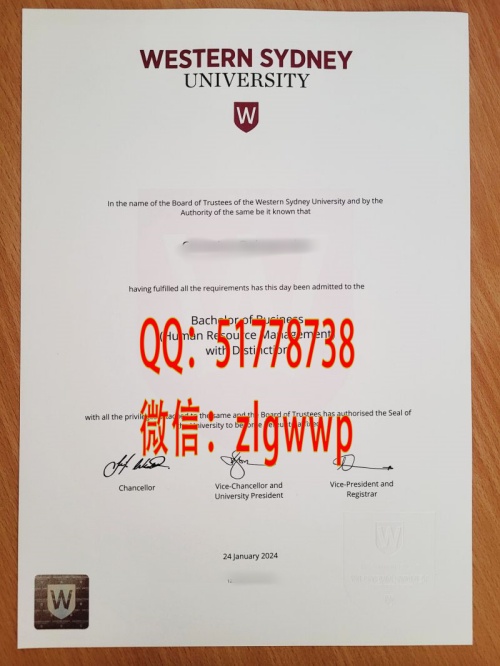 WESTERN SYDNEY
UNIVERSITY
W
In the name of the Board of Trustees of the Western Sydney University and by the
Authority of the same be it known that
having fulfilled all the requirements has this day been admitted to the
Bachelor of Business
(Human Resource Management)
with Distinction
QQ：51778738
with all the same and the Board of Trustees has authorised the Seal of
the University to be
微信：zlgwwp
Chancellor
Vice-Chancellor and
University President
Vice-President and
Registrar
24 January 2024
W
W